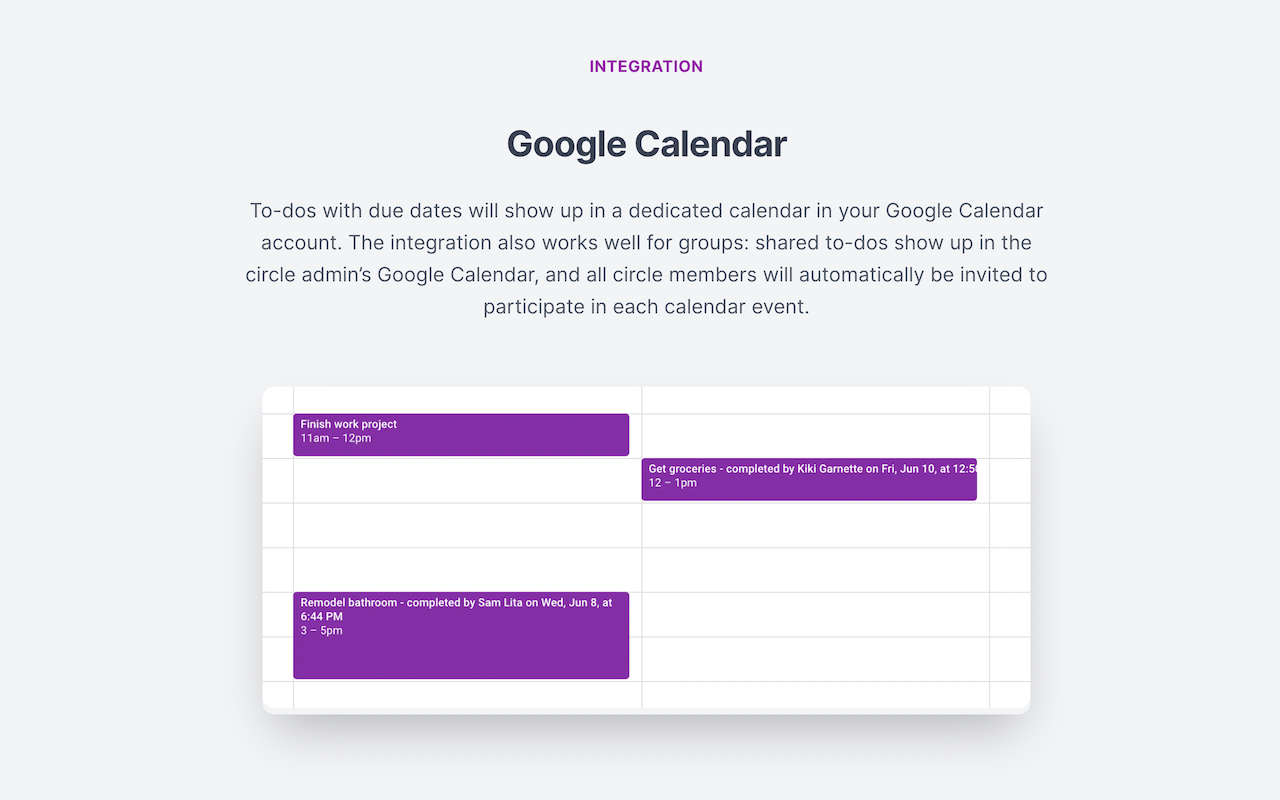 INTEGRATION
Google Calendar
To-dos with due dates will show up in a dedicated calendar in your Google Calendar
account. The integration also works well for groups: shared to-dos show up in the
circle admin’s Google Calendar, and all circle members will automatically be invited to
participate in each calendar event.
Finish work project
11am – 12pm
Get groceries - completed by Kiki Garnette on Fri, Jun 10, at 12:50
12 – 1pm
Remodel bathroom - completed by Sam Lita on Wed, Jun 8, at
6:44 PM
3 – 5pm